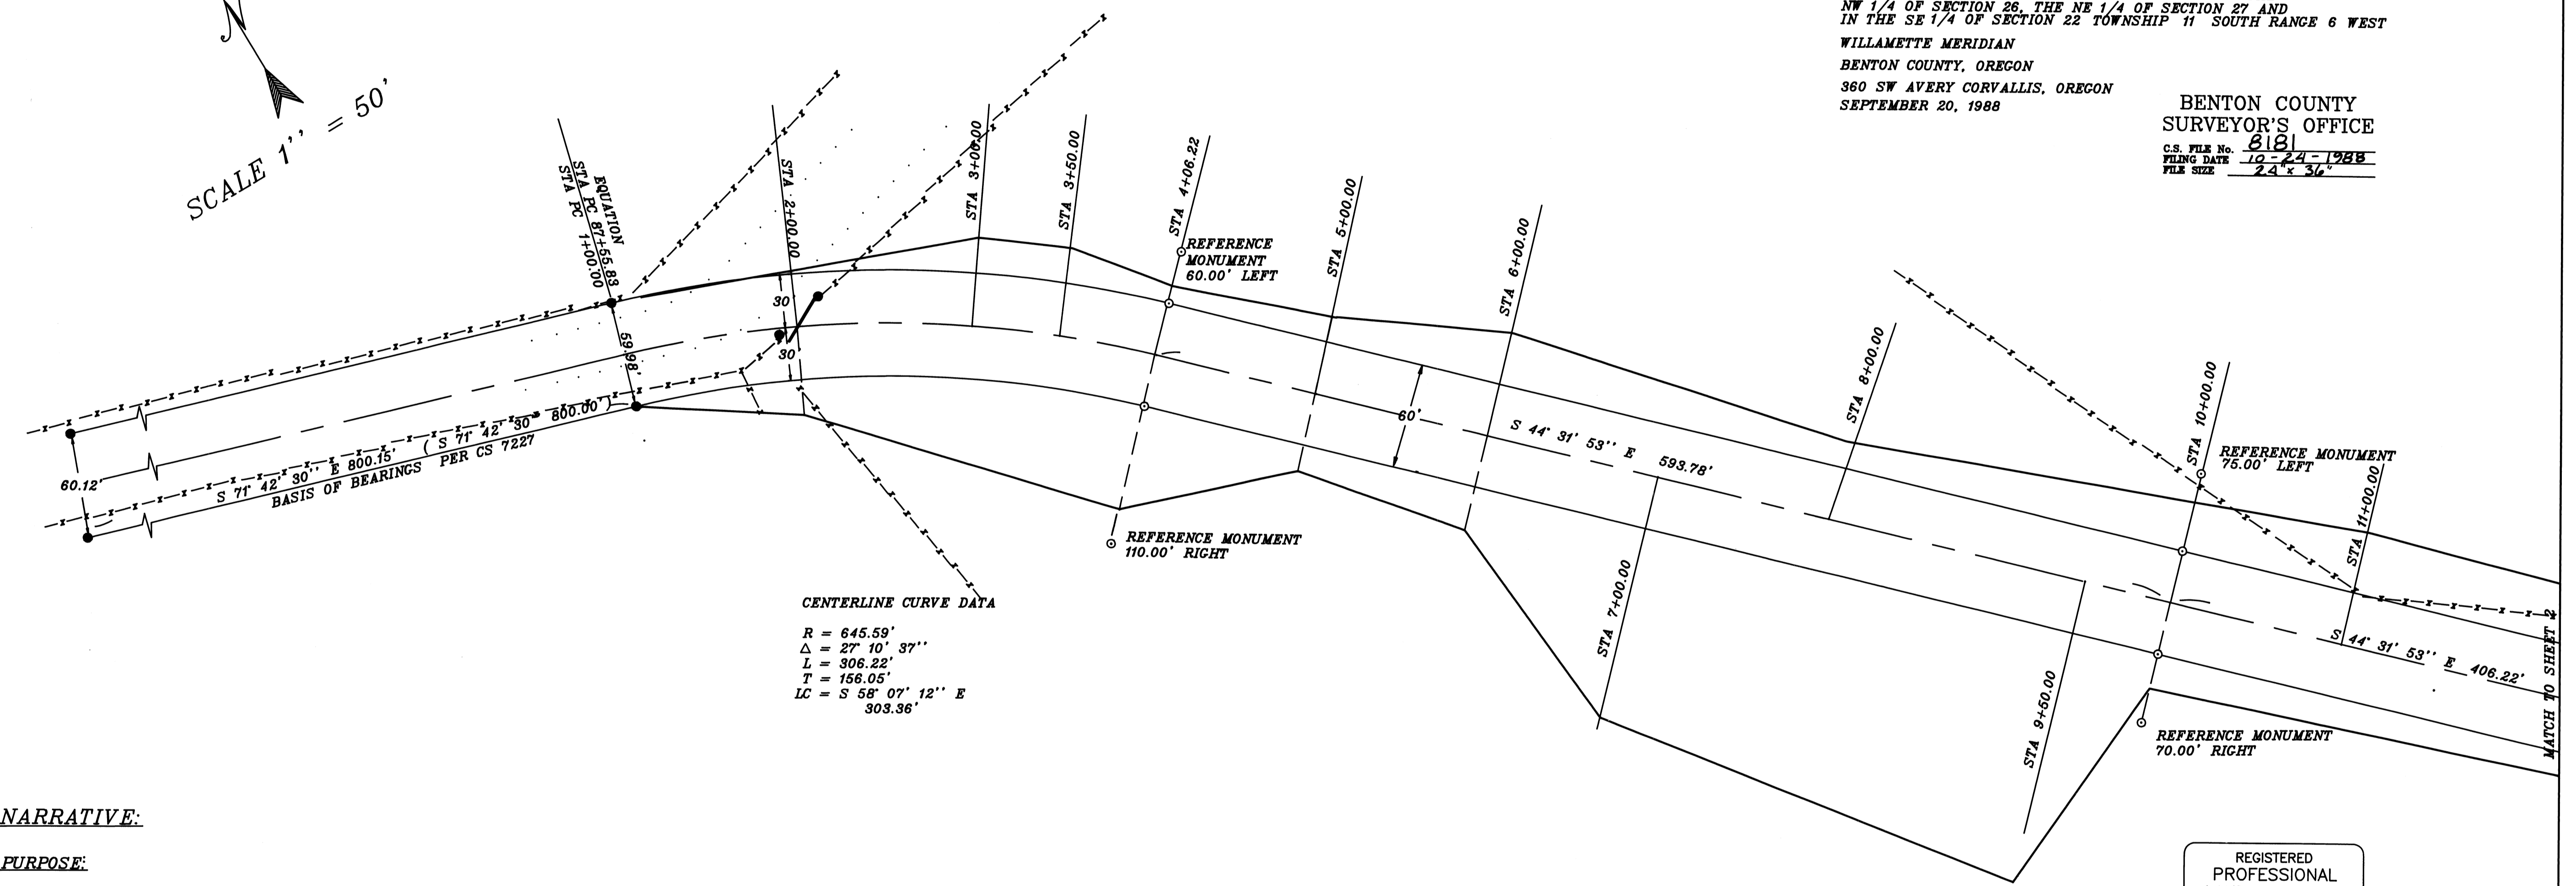 N
SCALE 1'' = 50'
NW 1/4 OF SECTION 26, THE NE 1/4 OF SECTION 27 AND
IN THE SE 1/4 OF SECTION 22 TOWNSHIP 11 SOUTH RANGE 6 WEST
WILLAMETTE MERIDIAN
BENTON COUNTY, OREGON
360 SW AVERY CORVALLIS, OREGON
SEPTEMBER 20, 1988
BENTON COUNTY
SURVEYOR'S OFFICE
C.S. FILE No. 8181
FILING DATE 10-24-1988
FILE SIZE 24" x 36"
EQUATION
STA PC 87+55.83
STA PC 1+00.00
STA 2+00.00
STA 3+00.00
STA 3+50.00
STA 4+06.22
STA 5+00.00
STA 6+00.00
STA 8+00.00
STA 10+00.00
STA 11+00.00
REFERENCE
MONUMENT
60.00' LEFT
REFERENCE MONUMENT
75.00' LEFT
30
30
59.98'
60'
60.12'
S 71° 42' 30'' E 800.15' ( S 71° 42' 30'' 800.00')
BASIS OF BEARINGS PER CS 7227
S 44° 31' 53'' E 593.78'
REFERENCE MONUMENT
110.00' RIGHT
STA 7+00.00
STA 9+50.00
S 44° 31' 53'' E 406.22'
MATCH TO SHEET 2
CENTERLINE CURVE DATA
R = 645.59'
Δ = 27° 10' 37''
L = 306.22'
T = 156.05'
LC = S 58° 07' 12'' E
303.36'
REFERENCE MONUMENT
70.00' RIGHT
NARRATIVE:
PURPOSE:
REGISTERED
PROFESSIONAL